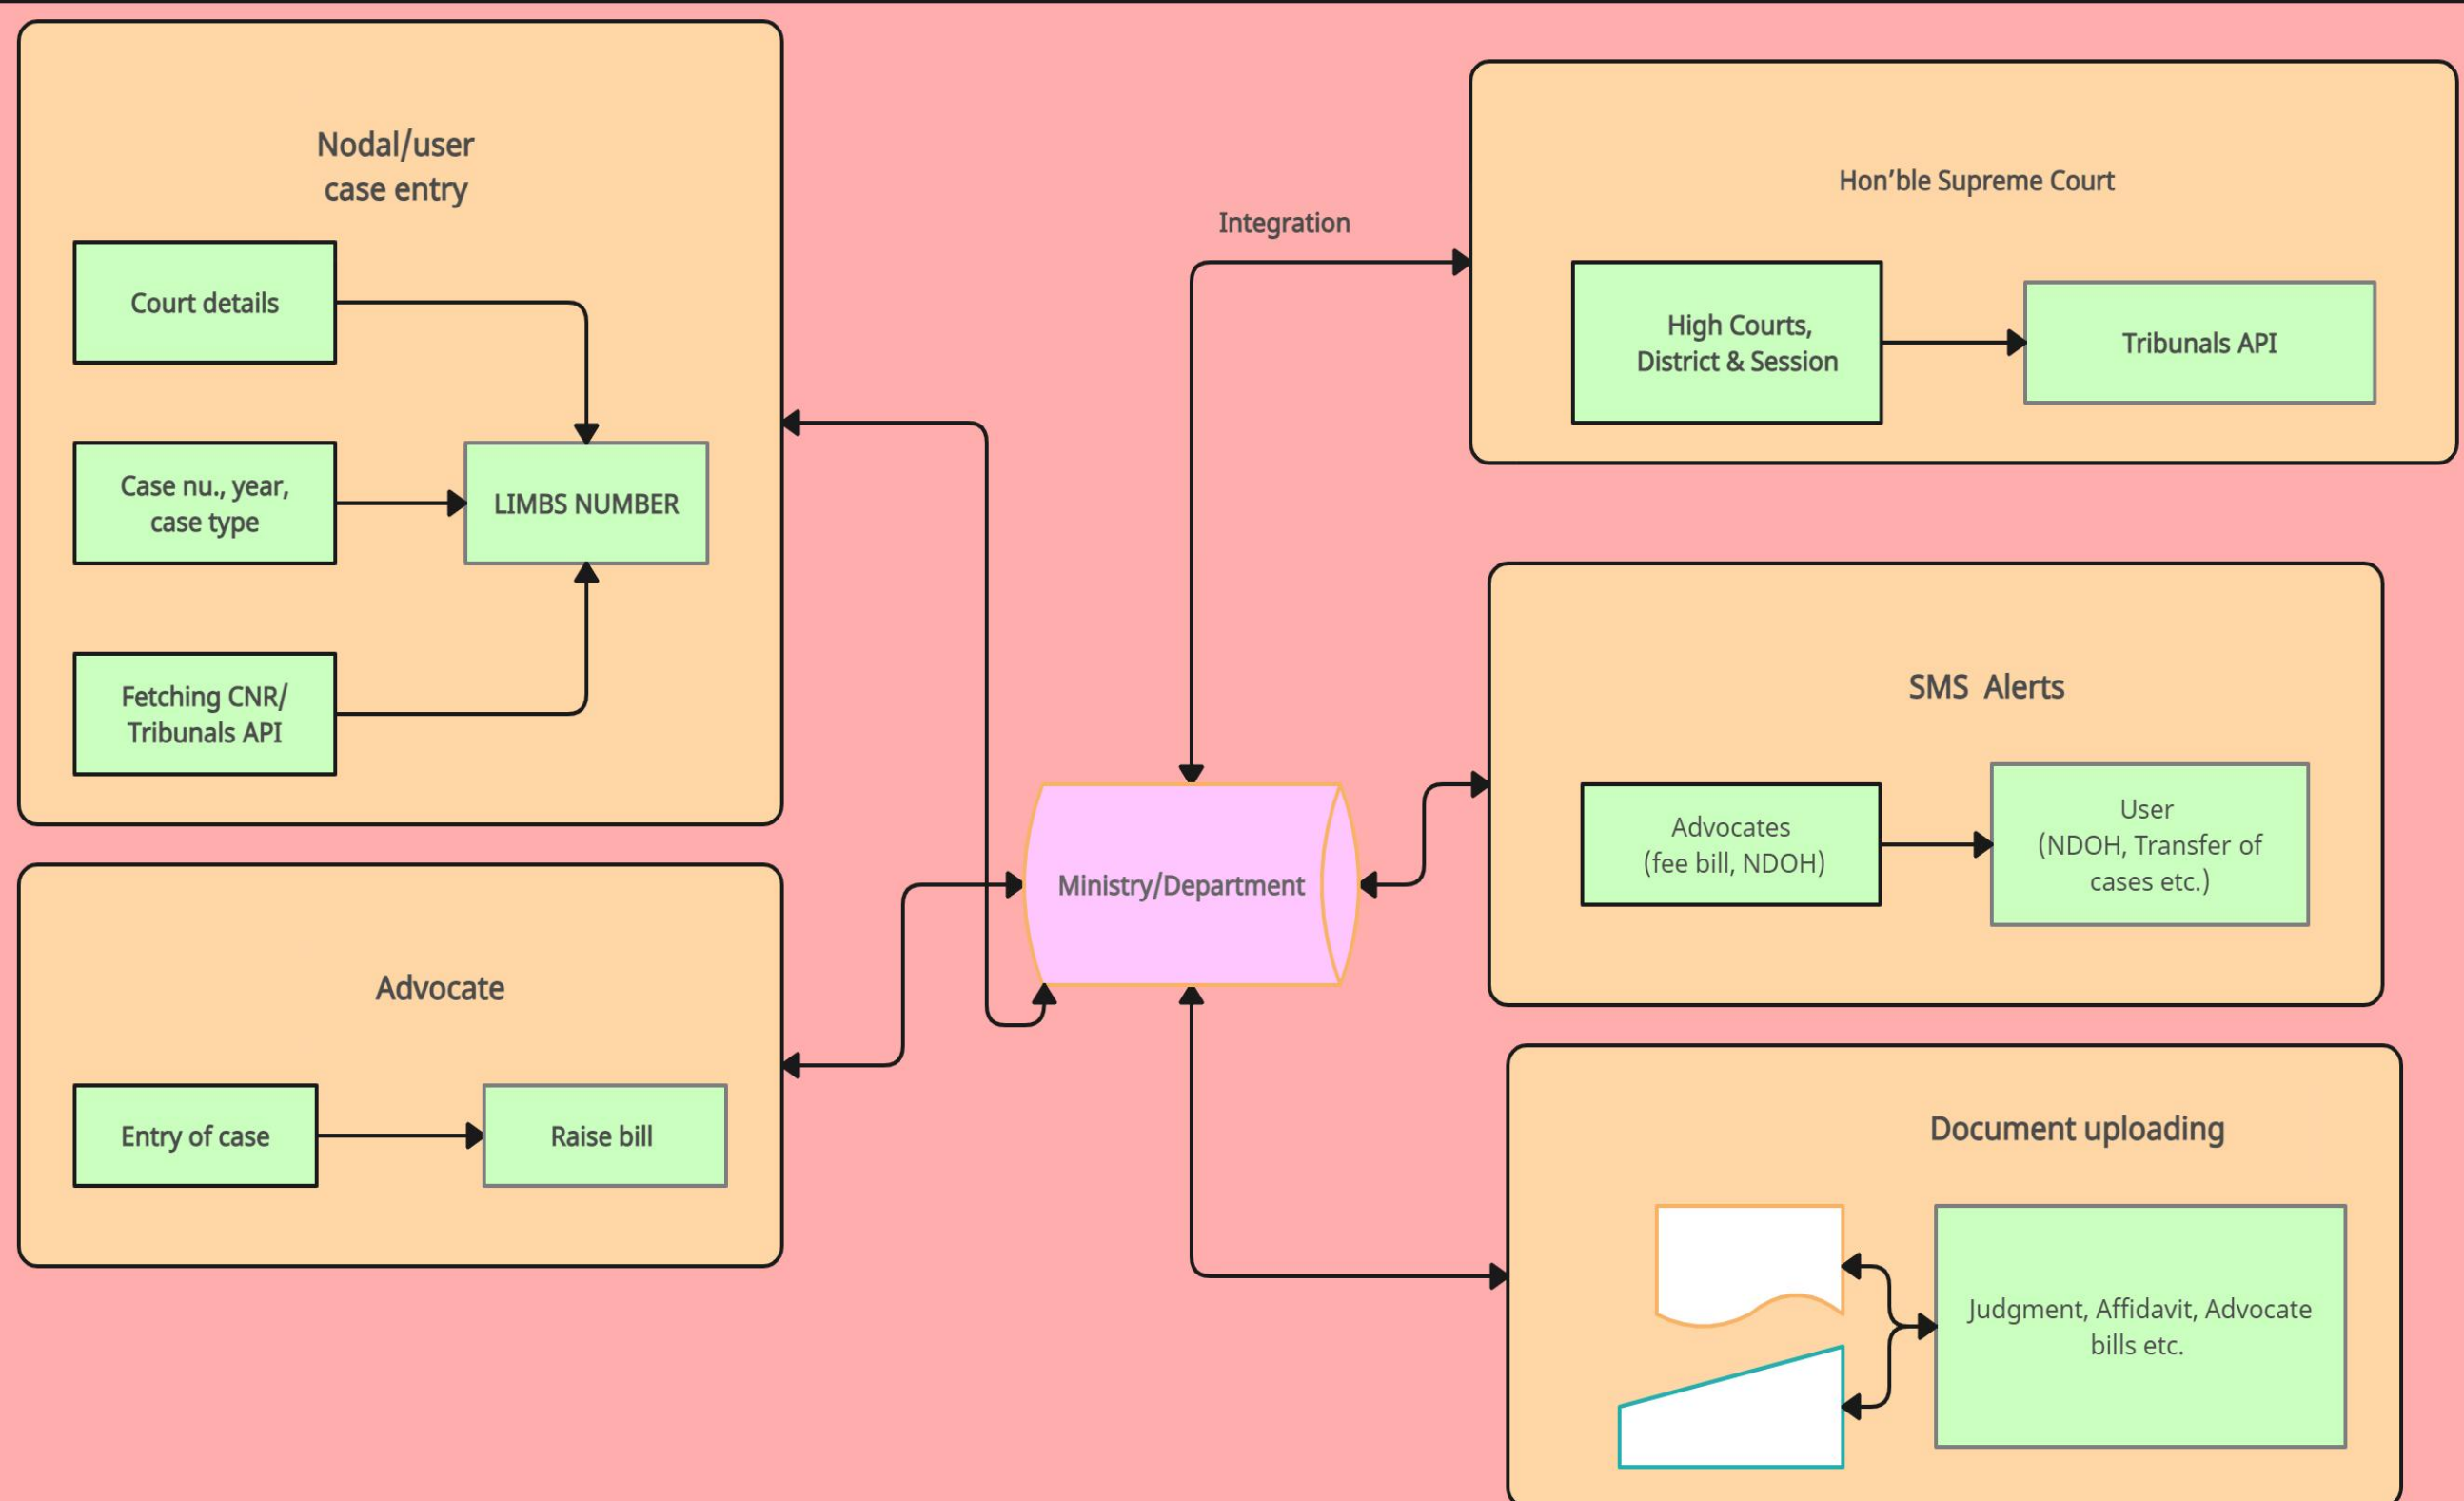 Nodal/user
case entry
Court details
Case nu., year,
case type
LIMBS NUMBER
Fetching CNR/
Tribunals API
Advocate
Entry of case
Raise bill
Integration
Ministry/Department
Hon’ble Supreme Court
High Courts,
District & Session
Tribunals API
SMS  Alerts
Advocates
(fee bill, NDOH)
User
(NDOH, Transfer of
cases etc.)
Document uploading
Judgment, Affidavit, Advocate
bills etc.